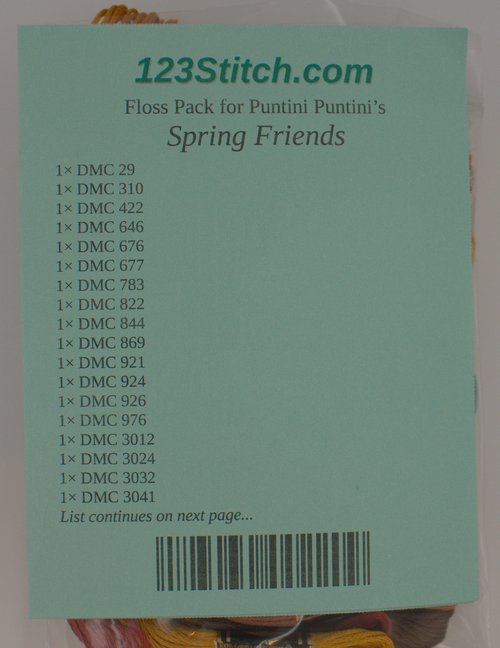 123Stitch.com
Floss Pack for Puntini Puntini's
Spring Friends
1× DMC 29
1× DMC 310
1× DMC 422
1× DMC 646
1× DMC 676
1× DMC 677
1× DMC 783
1× DMC 822
1× DMC 844
1× DMC 869
1× DMC 921
1× DMC 924
1× DMC 926
1× DMC 976
1× DMC 3012
1× DMC 3024
1× DMC 3032
1× DMC 3041
List continues on next page...